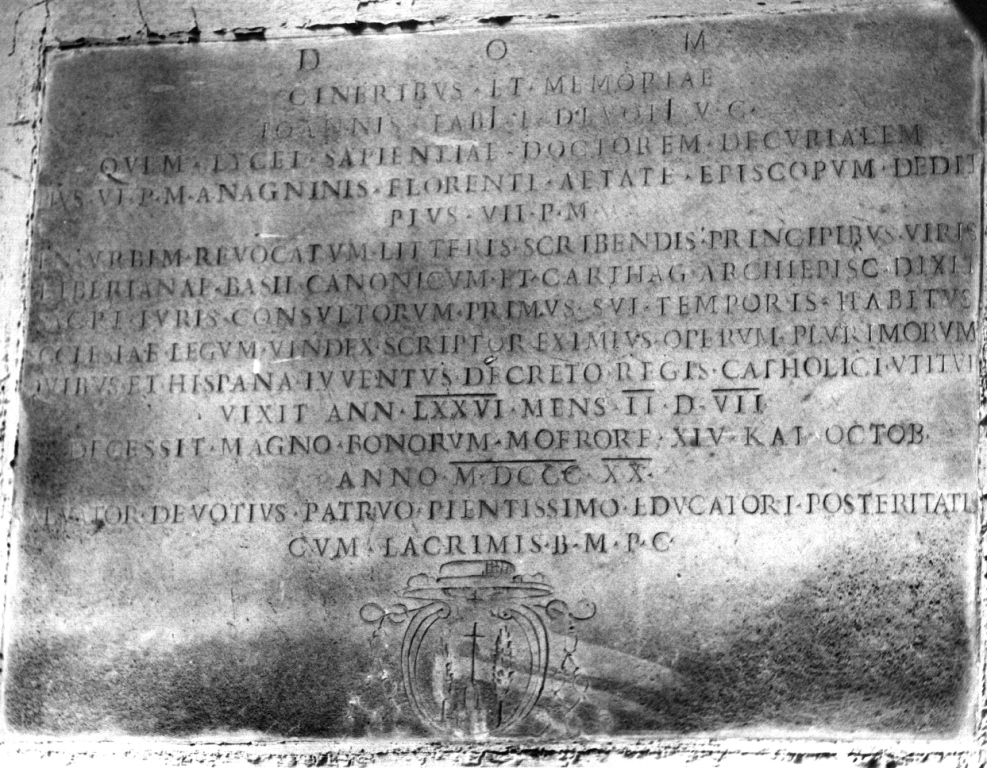 D O M
CINERIBVS · ET · MEMORIAE
IOANNIS · FABI · I · DEVOTI · V · C ·
QVEM · LYCEI · SAPIENTIAE · DOCTOREM · DECVRIALEM
PIVS · VI · P · M · ANAGNINIS · FLORENTI · AETATE · EPISCOPVM · DEDIT
PIVS · VII · P · M
IN · VRBEM · REVOCATVM · LITTERIS · SCRIBENDIS · PRINCIPIBVS · VIRIS
LIBERIANAE · BASIL · CANONICVM · ET · CARTHAG · ARCHIEPISC · DIXIT
IVRIS · CONSVLTORVM · PRIMVS · SVI · TEMPORIS · HABITVS
ECCLESIAE · LEGVM · VINDEX · SCRIPTOR · EXIMIVS · OPERVM · PLVRIMORVM
QVIBVS · ET · HISPANA · IVVENTVS · DECRETO · REGIS · CATHOLICI · VTITVR
VIXIT ANN · LXXVI · MENS · II · D · VII
DECESSIT · MAGNO · BONORVM · MOERORE · XIV · KAL · OCTOB ·
ANNO · M · DCCC · XX ·
DEVOTIVS · PATRVO · PIENTISSIMO · EDVCATORI · POSTERITATIS
CVM · LACRIMIS · B · M · P · C ·